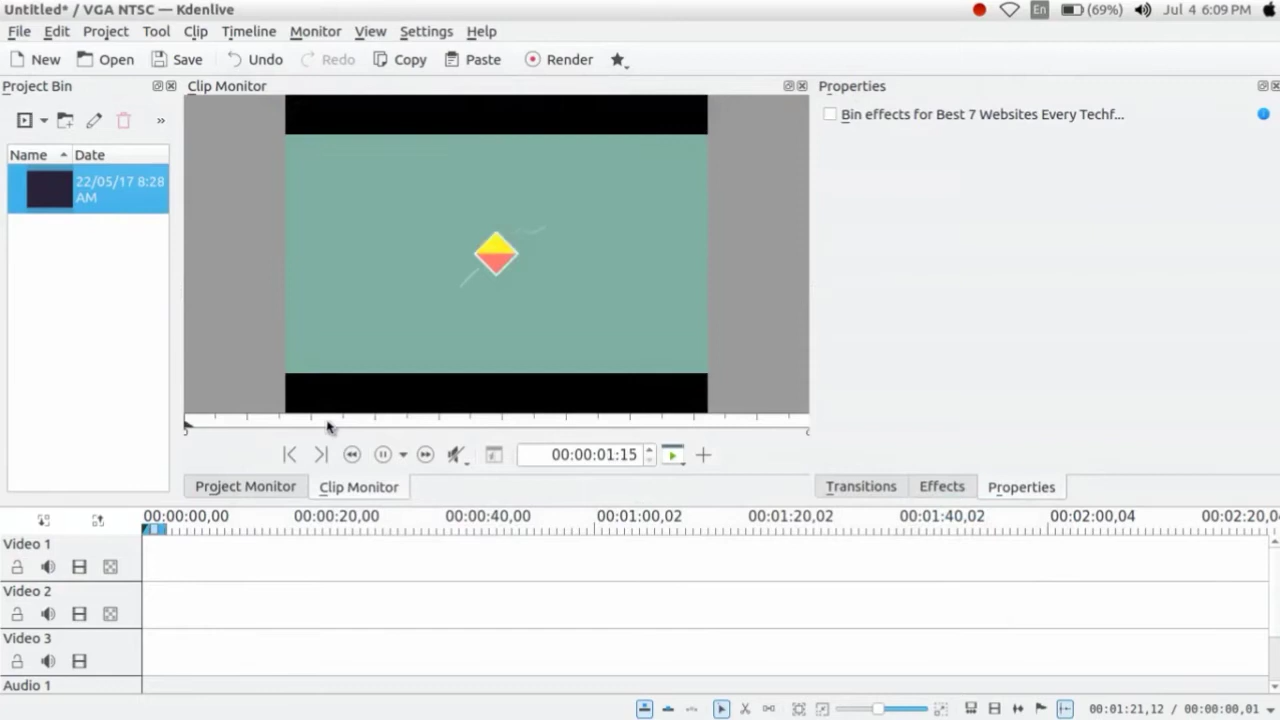 Untitled* / VGA NTSC — Kdenlive
En (69%) Jul 4 6:09 PM
File Edit Project Tool Clip Timeline Monitor View Settings Help
New Open Save Undo Redo Copy Paste Render
Project Bin
Clip Monitor
Properties
Bin effects for Best 7 Websites Every Techf...
Name Date
22/05/17 8:28
AM
00:00:01:15
Project Monitor Clip Monitor
Transitions Effects Properties
00:00:00,00 00:00:20,00 00:00:40,00 00:01:00,02 00:01:20,02 00:01:40,02 00:02:00,04 00:02:20,04
Video 1
Video 2
Video 3
Audio 1
00:01:21,12 / 00:00:00,01